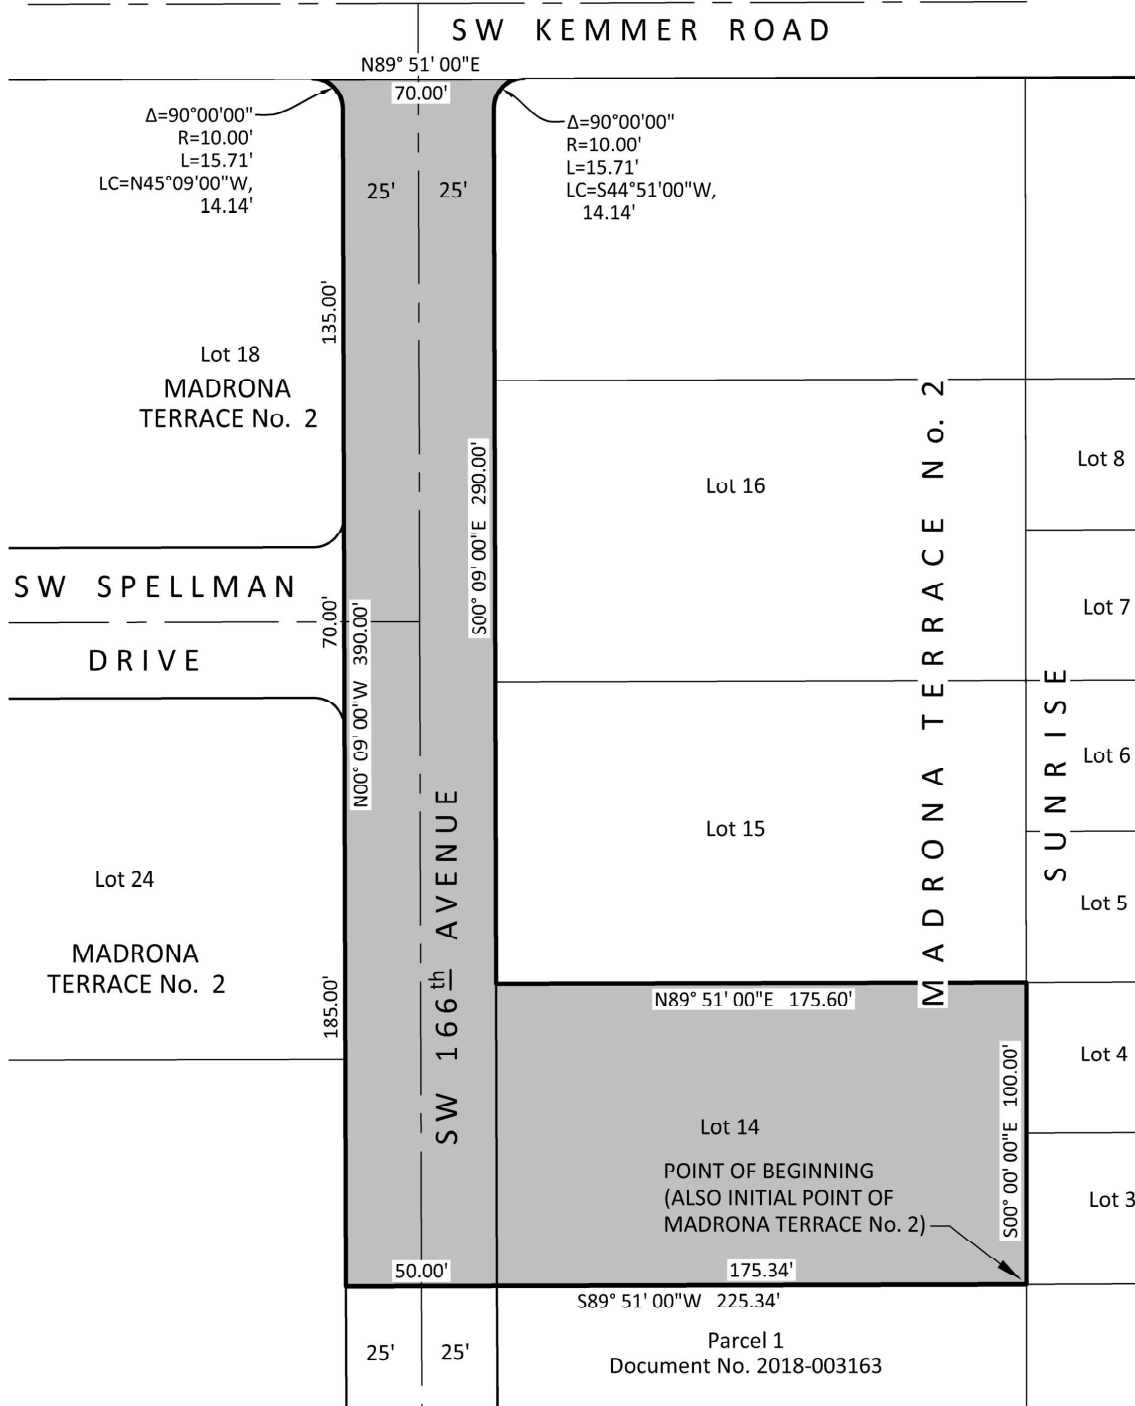 SW KEMMER ROAD
N89° 51' 00"E
70.00'
Δ=90°00'00"
R=10.00'
L=15.71'
LC=N45°09'00"W,
14.14'
Δ=90°00'00"
R=10.00'
L=15.71'
LC=S44°51'00"W,
14.14'
25'
25'
135.00'
Lot 18
MADRONA
TERRACE No. 2
S00° 09' 00"E 290.00'
Lot 16
MADRONA TERRACE No. 2
Lot 8
SW SPELLMAN
DRIVE
70.00'
N00° 09' 00"W 390.00'
Lot 7
SUNRISE
Lot 6
Lot 15
Lot 24
MADRONA
TERRACE No. 2
SW 166th AVENUE
Lot 5
185.00'
N89° 51' 00"E 175.60'
S00° 00' 00"E 100.00'
Lot 4
Lot 14
POINT OF BEGINNING
(ALSO INITIAL POINT OF
MADRONA TERRACE No. 2)
Lot 3
50.00'
175.34'
S89° 51' 00"W 225.34'
25'
25'
Parcel 1
Document No. 2018-003163